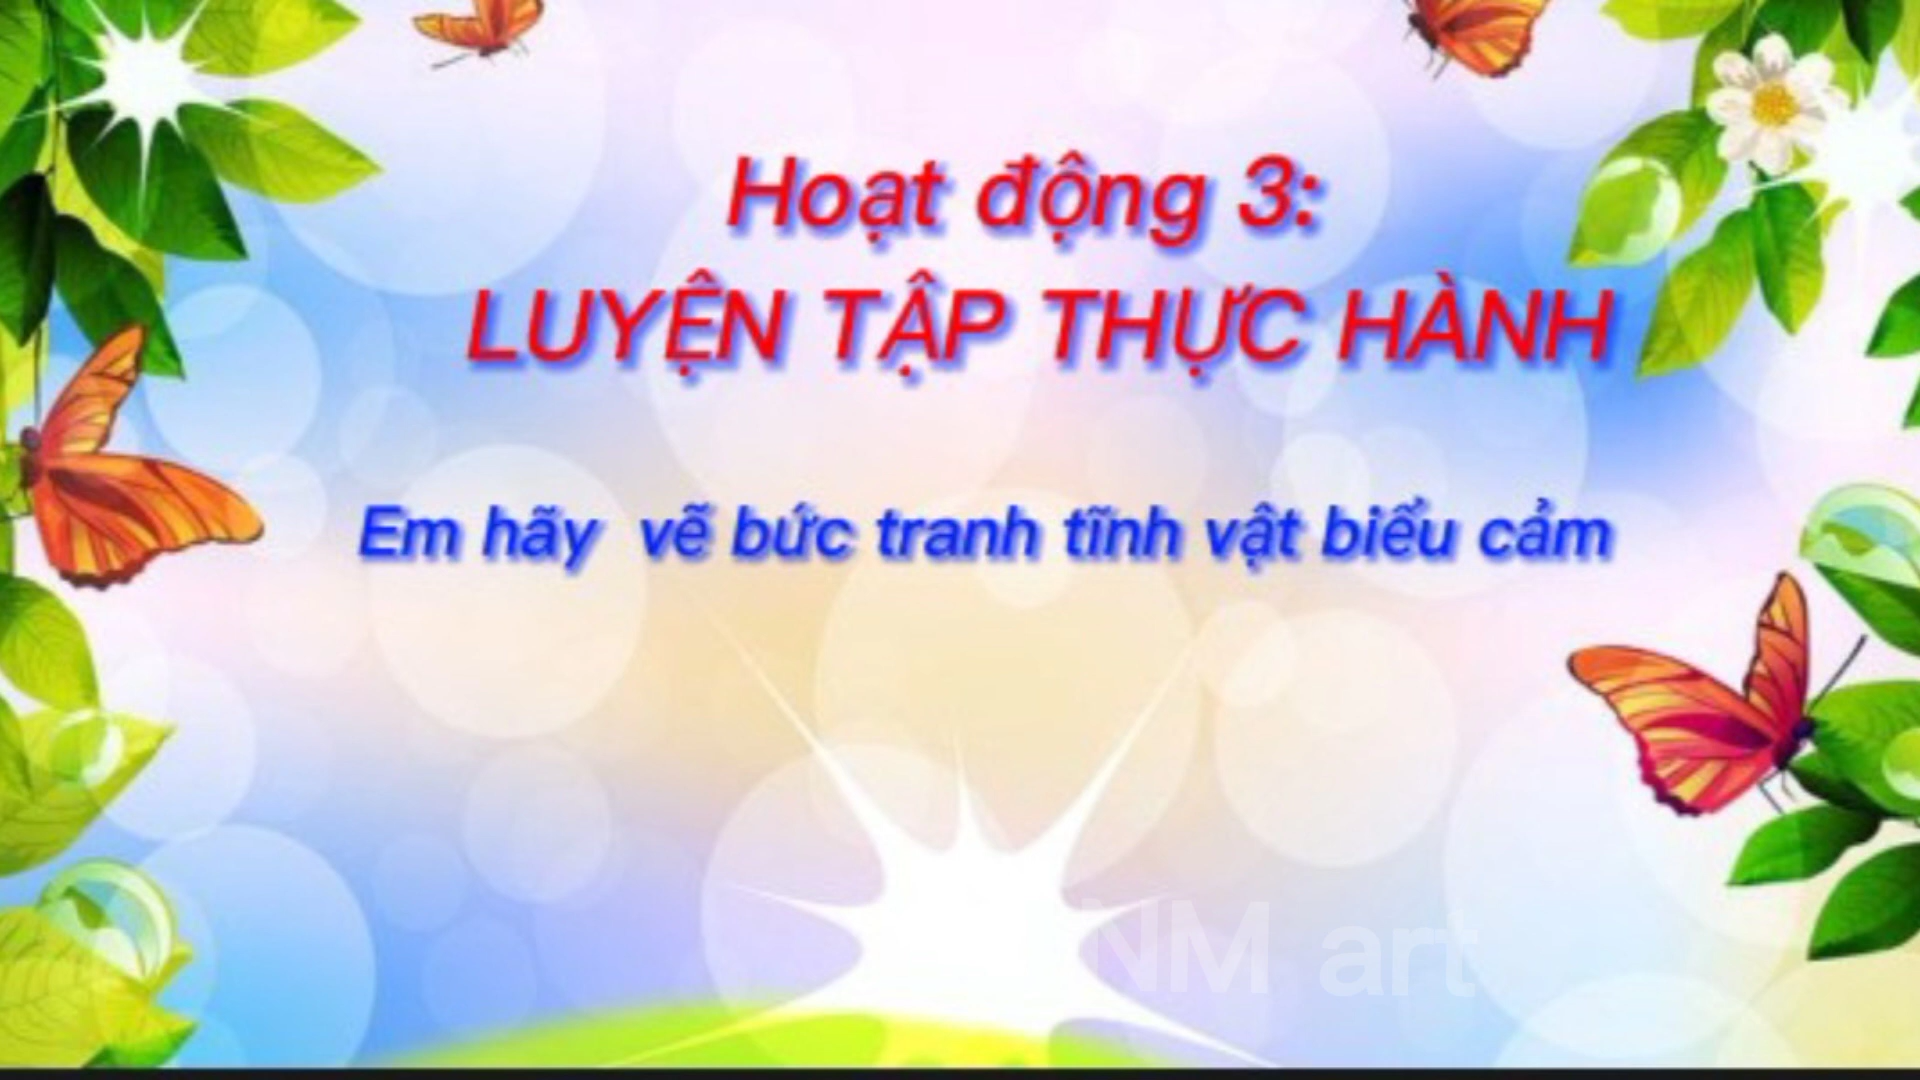 Hoạt động 3:
LUYỆN TẬP THỰC HÀNH
Em hãy vẽ bức tranh tĩnh vật biểu cảm
NM art